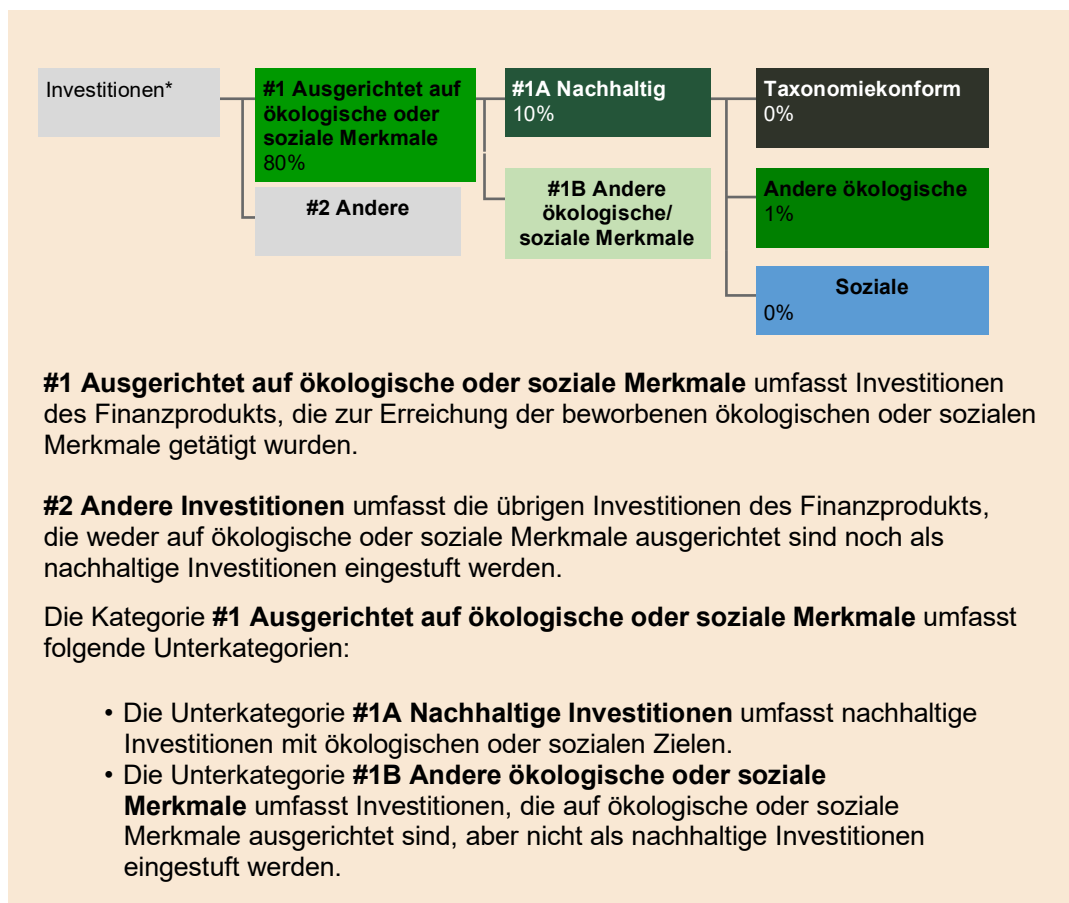 Investitionen*
#1 Ausgerichtet auf
ökologische oder
soziale Merkmale
80%
#2 Andere
#1A Nachhaltig
10%
#1B Andere
ökologische/
soziale Merkmale
Taxonomiekonform
0%
Andere ökologische
1%
Soziale
0%
#1 Ausgerichtet auf ökologische oder soziale Merkmale umfasst Investitionen
des Finanzprodukts, die zur Erreichung der beworbenen ökologischen oder sozialen
Merkmale getätigt wurden.
#2 Andere Investitionen umfasst die übrigen Investitionen des Finanzprodukts,
die weder auf ökologische oder soziale Merkmale ausgerichtet sind noch als
nachhaltige Investitionen eingestuft werden.
Die Kategorie #1 Ausgerichtet auf ökologische oder soziale Merkmale umfasst
folgende Unterkategorien:
• Die Unterkategorie #1A Nachhaltige Investitionen umfasst nachhaltige
Investitionen mit ökologischen oder sozialen Zielen.
• Die Unterkategorie #1B Andere ökologische oder soziale
Merkmale umfasst Investitionen, die auf ökologische oder soziale
Merkmale ausgerichtet sind, aber nicht als nachhaltige Investitionen
eingestuft werden.